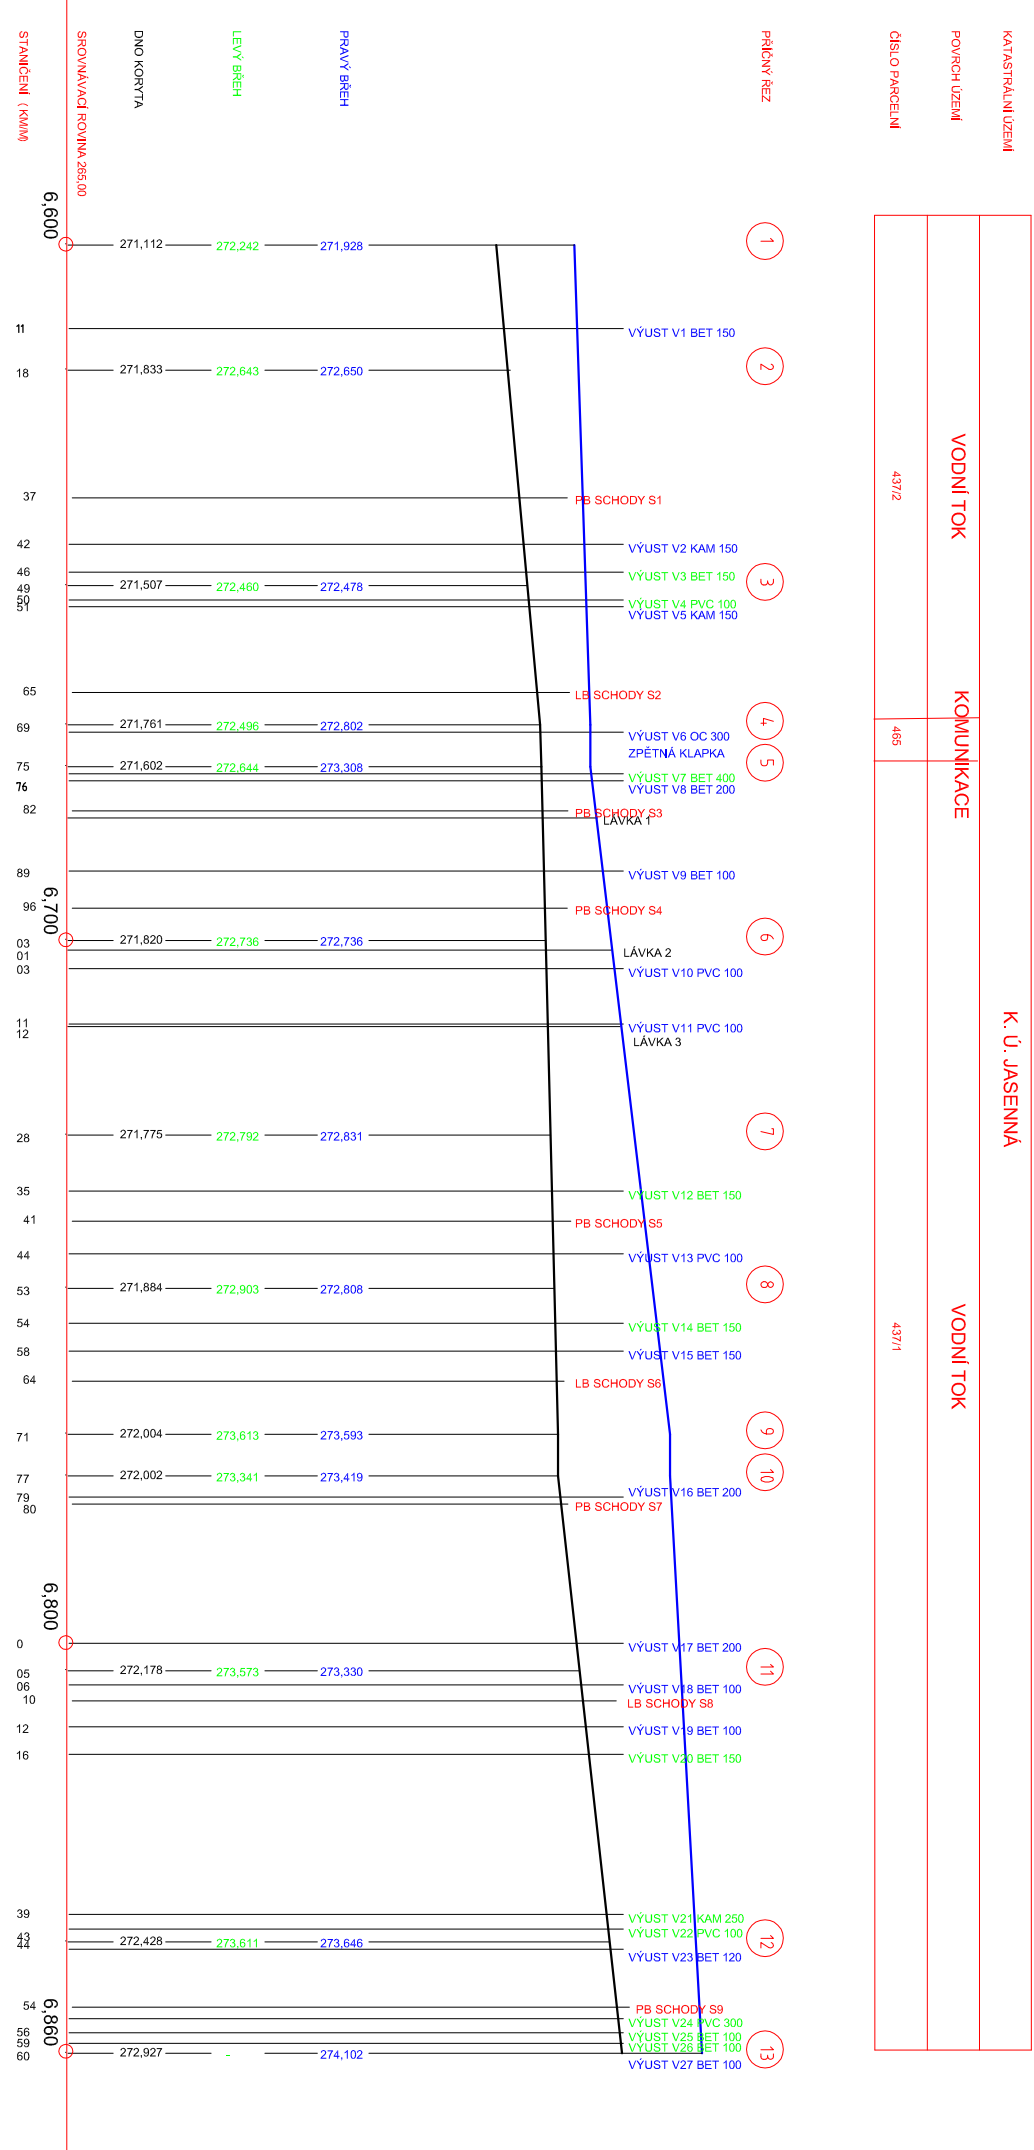 KATASTRÁLNÍ ÚZEMÍ
K. Ú. JASENNÁ
POVRCH ÚZEMÍ
VODNÍ TOK
KOMUNIKACE
VODNÍ TOK
ČÍSLO PARCELNÍ
437/2
465
437/1
PŘÍČNÝ ŘEZ
1
2
3
4
5
6
7
8
9
10
11
12
13
PRAVÝ BŘEH
LEVÝ BŘEH
DNO KORYTA
SROVNÁVACÍ ROVINA 265,00
STANIČENÍ ( KM/M)
6,600
271,112 272,242 271,928
11 VÝUST V1 BET 150
18 271,833 272,643 272,650
37 PB SCHODY S1
42 VÝUST V2 KAM 150
46 VÝUST V3 BET 150
49 271,507 272,460 272,478
50 VÝUST V4 PVC 100
51 VÝUST V5 KAM 150
65 LB SCHODY S2
271,761 272,496 272,802
69 VÝUST V6 OC 300
ZPĚTNÁ KLAPKA
75 271,602 272,644 273,308
VÝUST V7 BET 400
76 VÝUST V8 BET 200
82 PB SCHODY S3
LÁVKA 1
89 VÝUST V9 BET 100
96 PB SCHODY S4
6,700
03 271,820 272,736 272,736
01 LÁVKA 2
03 VÝUST V10 PVC 100
11 VÝUST V11 PVC 100
12 LÁVKA 3
28 271,775 272,792 272,831
35 VÝUST V12 BET 150
41 PB SCHODY S5
44 VÝUST V13 PVC 100
53 271,884 272,903 272,808
54 VÝUST V14 BET 150
58 VÝUST V15 BET 150
64 LB SCHODY S6
71 272,004 273,613 273,593
77 272,002 273,341 273,419
79 VÝUST V16 BET 200
80 PB SCHODY S7
6,800
0 VÝUST V17 BET 200
05 272,178 273,573 273,330
06 VÝUST V18 BET 100
10 LB SCHODY S8
12 VÝUST V19 BET 100
16 VÝUST V20 BET 150
39 VÝUST V21 KAM 250
VÝUST V22 PVC 100
43 272,428 273,611 273,646
44 VÝUST V23 BET 120
54 PB SCHODY S9
VÝUST V24 PVC 300
56 VÝUST V25 BET 100
59 VÝUST V26 BET 100
6,860
60 272,927 - 274,102
VÝUST V27 BET 100